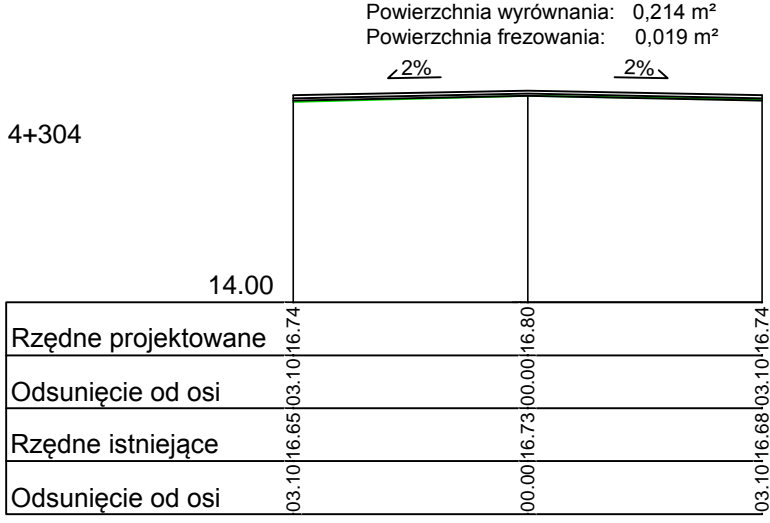 Powierzchnia wyrównania: 0,214 m²
Powierzchnia frezowania: 0,019 m²
2% 2%
4+304
14.00
Rzędne projektowane 16.74 16.80 16.74
Odsunięcie od osi 03.10 00.00 03.10
Rzędne istniejące 16.65 16.73 16.68
Odsunięcie od osi 03.10 00.00 03.10